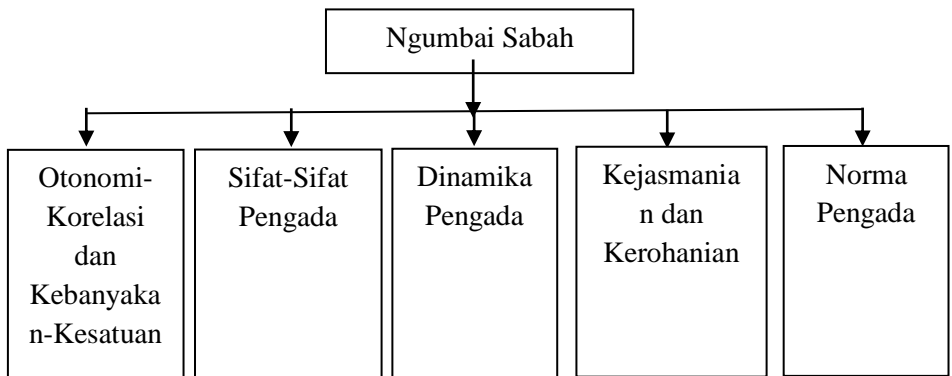 Ngumbai Sabah
Otonomi-
Korelasi
dan
Kebanyaka
n-Kesatuan
Sifat-Sifat
Pengada
Dinamika
Pengada
Kejasmania
n dan
Kerohanian
Norma
Pengada